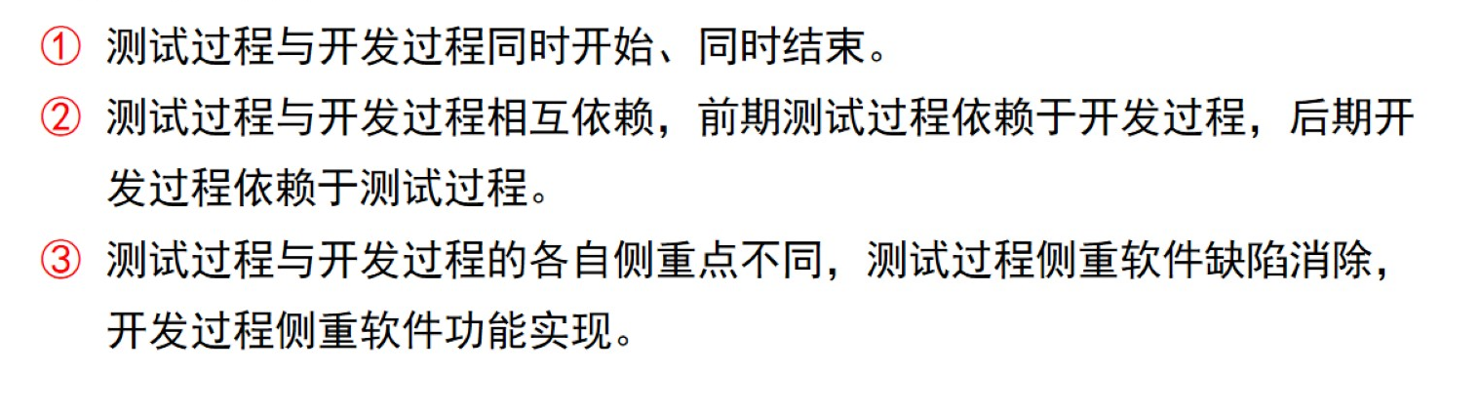 ① 测试过程与开发过程同时开始、同时结束。
② 测试过程与开发过程相互依赖，前期测试过程依赖于开发过程，后期开
发过程依赖于测试过程。
③ 测试过程与开发过程的各自侧重点不同，测试过程侧重软件缺陷消除，
开发过程侧重软件功能实现。